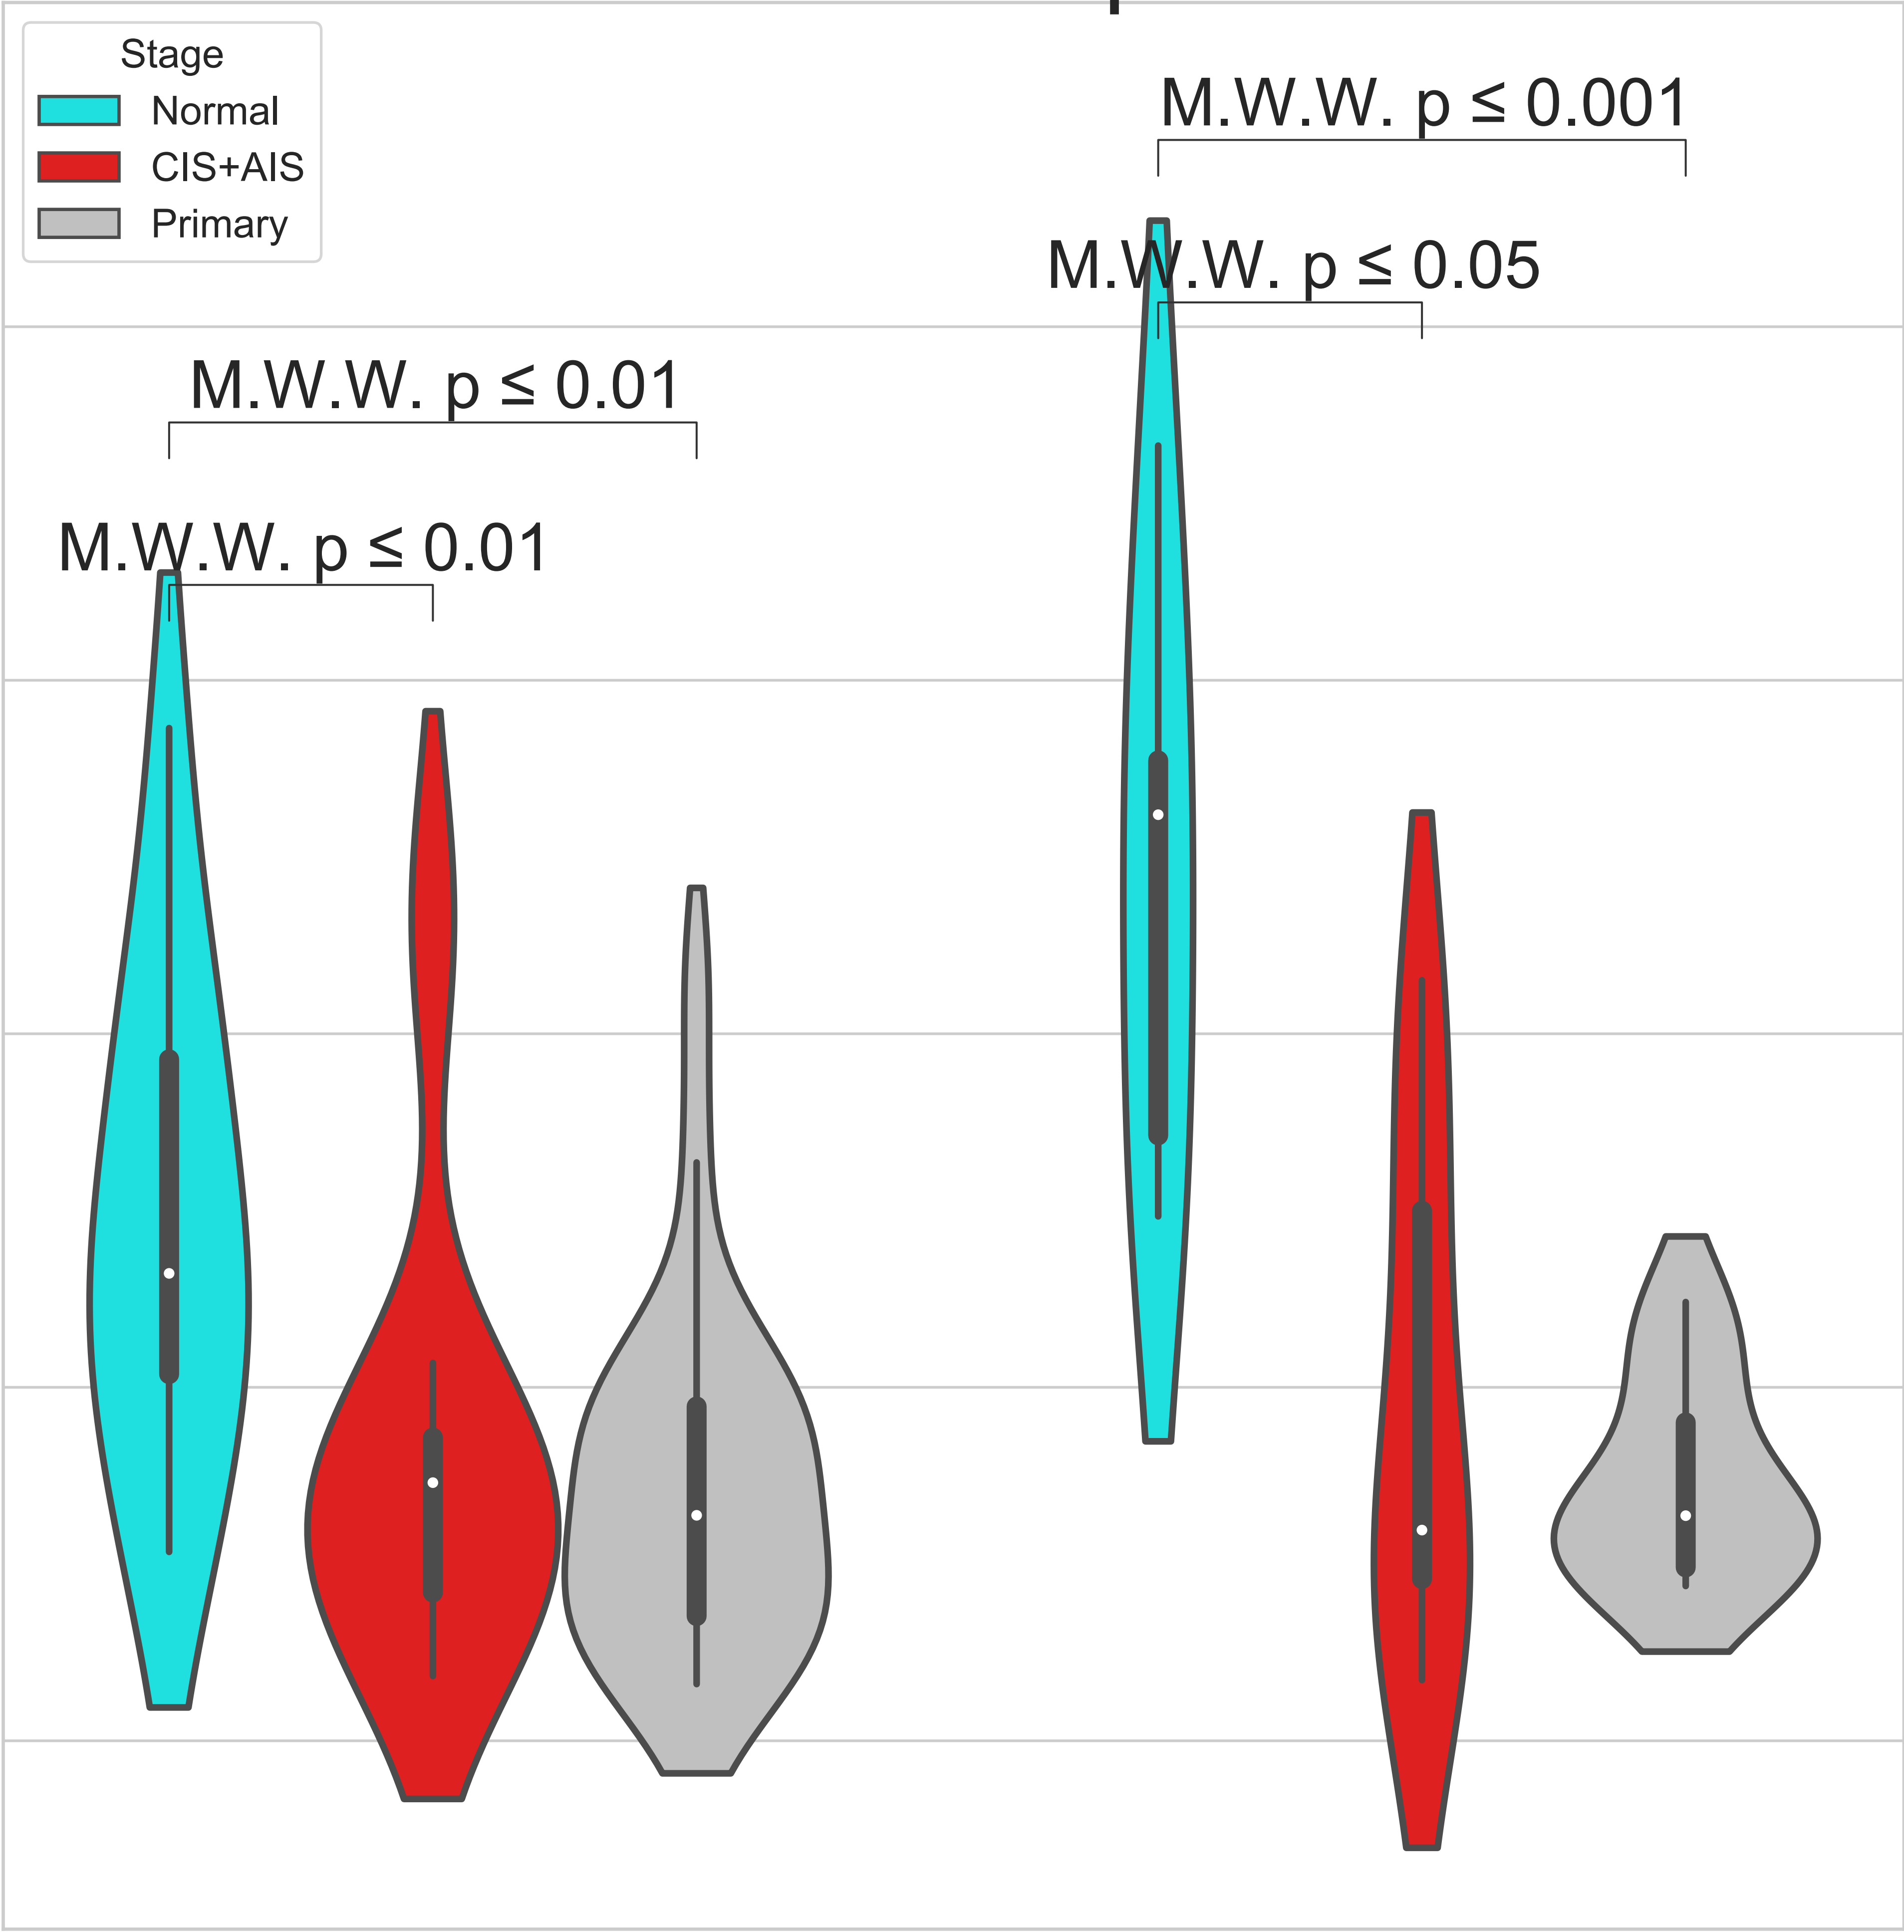 Stage
Normal
CIS+AIS
Primary
M.W.W. p ≤ 0.001
M.W.W. p ≤ 0.05
M.W.W. p ≤ 0.01
M.W.W. p ≤ 0.01